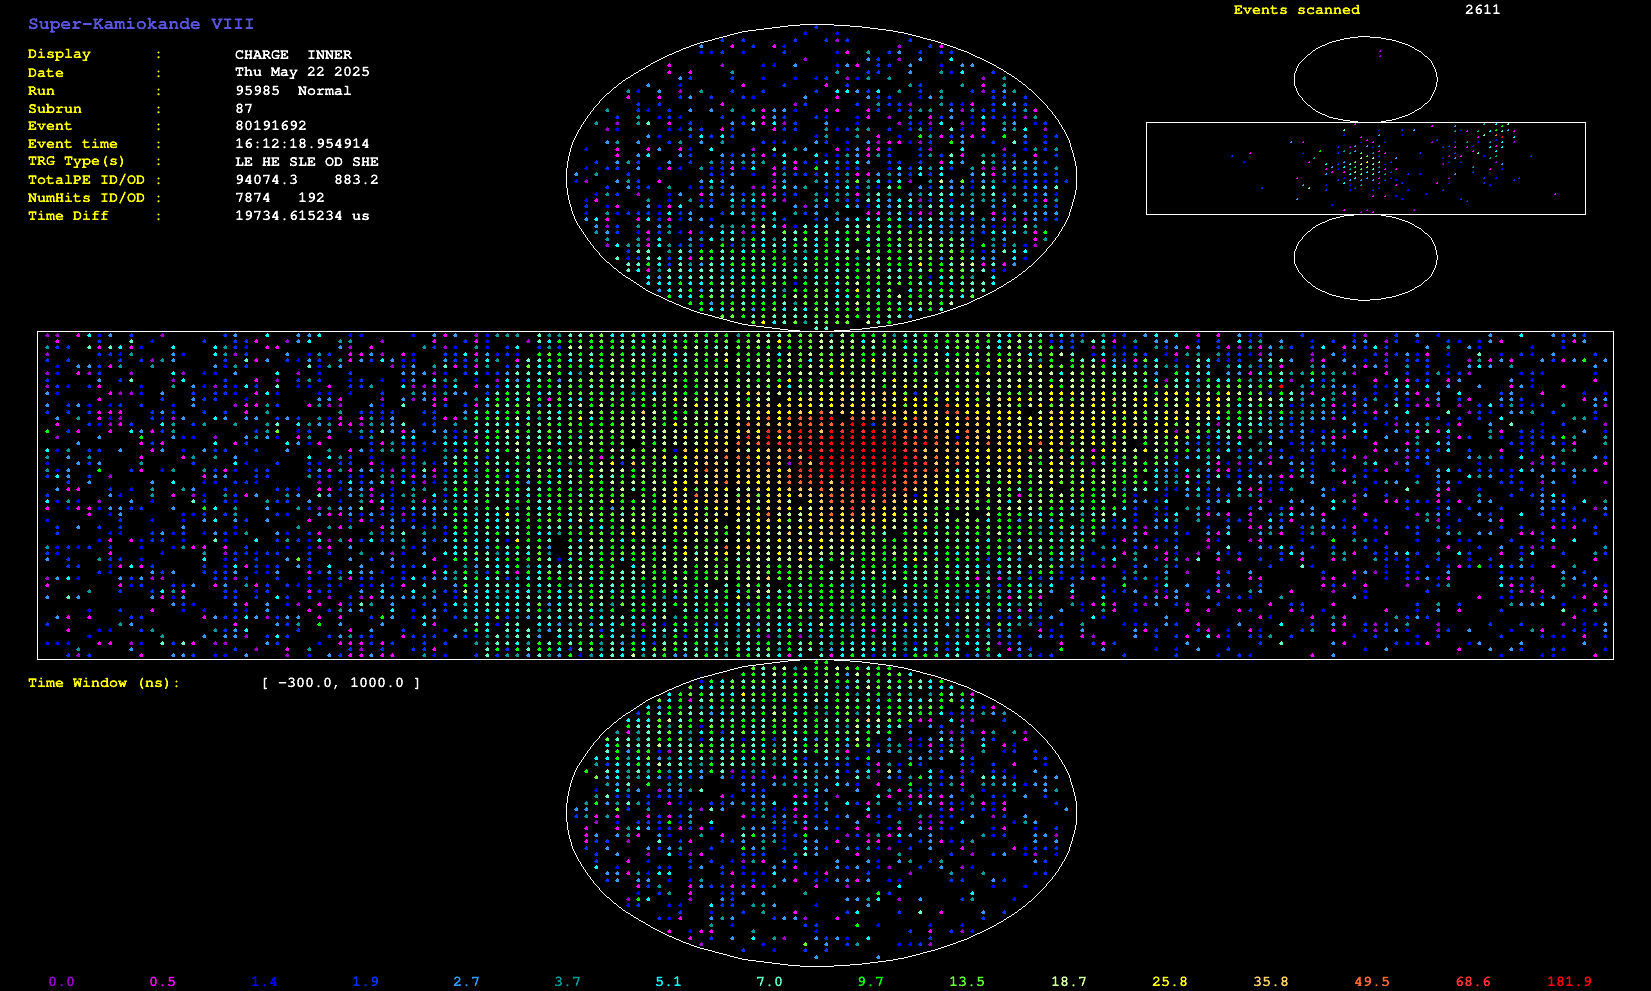 Super-Kamiokande VIII
Events scanned 2611
Display : CHARGE INNER
Date : Thu May 22 2025
Run : 95985 Normal
Subrun : 87
Event : 80191692
Event time : 16:12:18.954914
TRG Type(s) : LE HE SLE OD SHE
TotalPE ID/OD : 94074.3 883.2
NumHits ID/OD : 7874 192
Time Diff : 19734.615234 us
Time Window (ns): [ -300.0, 1000.0 ]
0.0 0.5 1.4 1.9 2.7 3.7 5.1 7.0 9.7 13.5 18.7 25.8 35.8 49.5 68.6 181.9